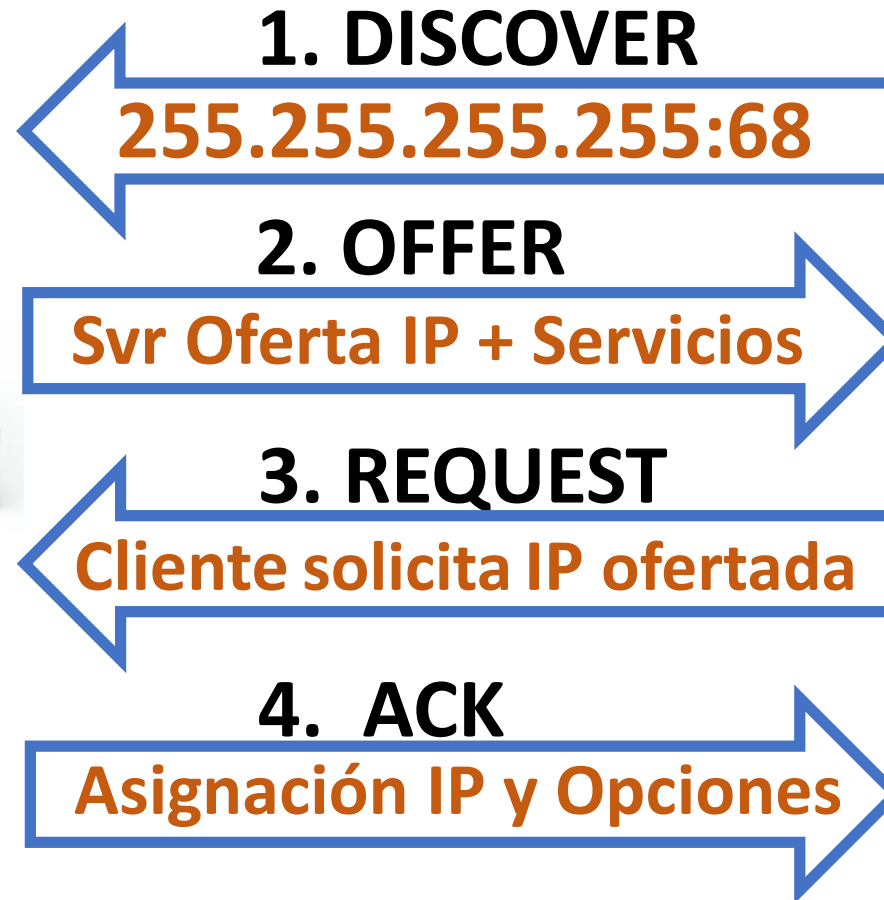 1. DISCOVER
255.255.255.255:68
2. OFFER
Svr Oferta IP + Servicios
3. REQUEST
Cliente solicita IP ofertada
4. ACK
Asignación IP y Opciones